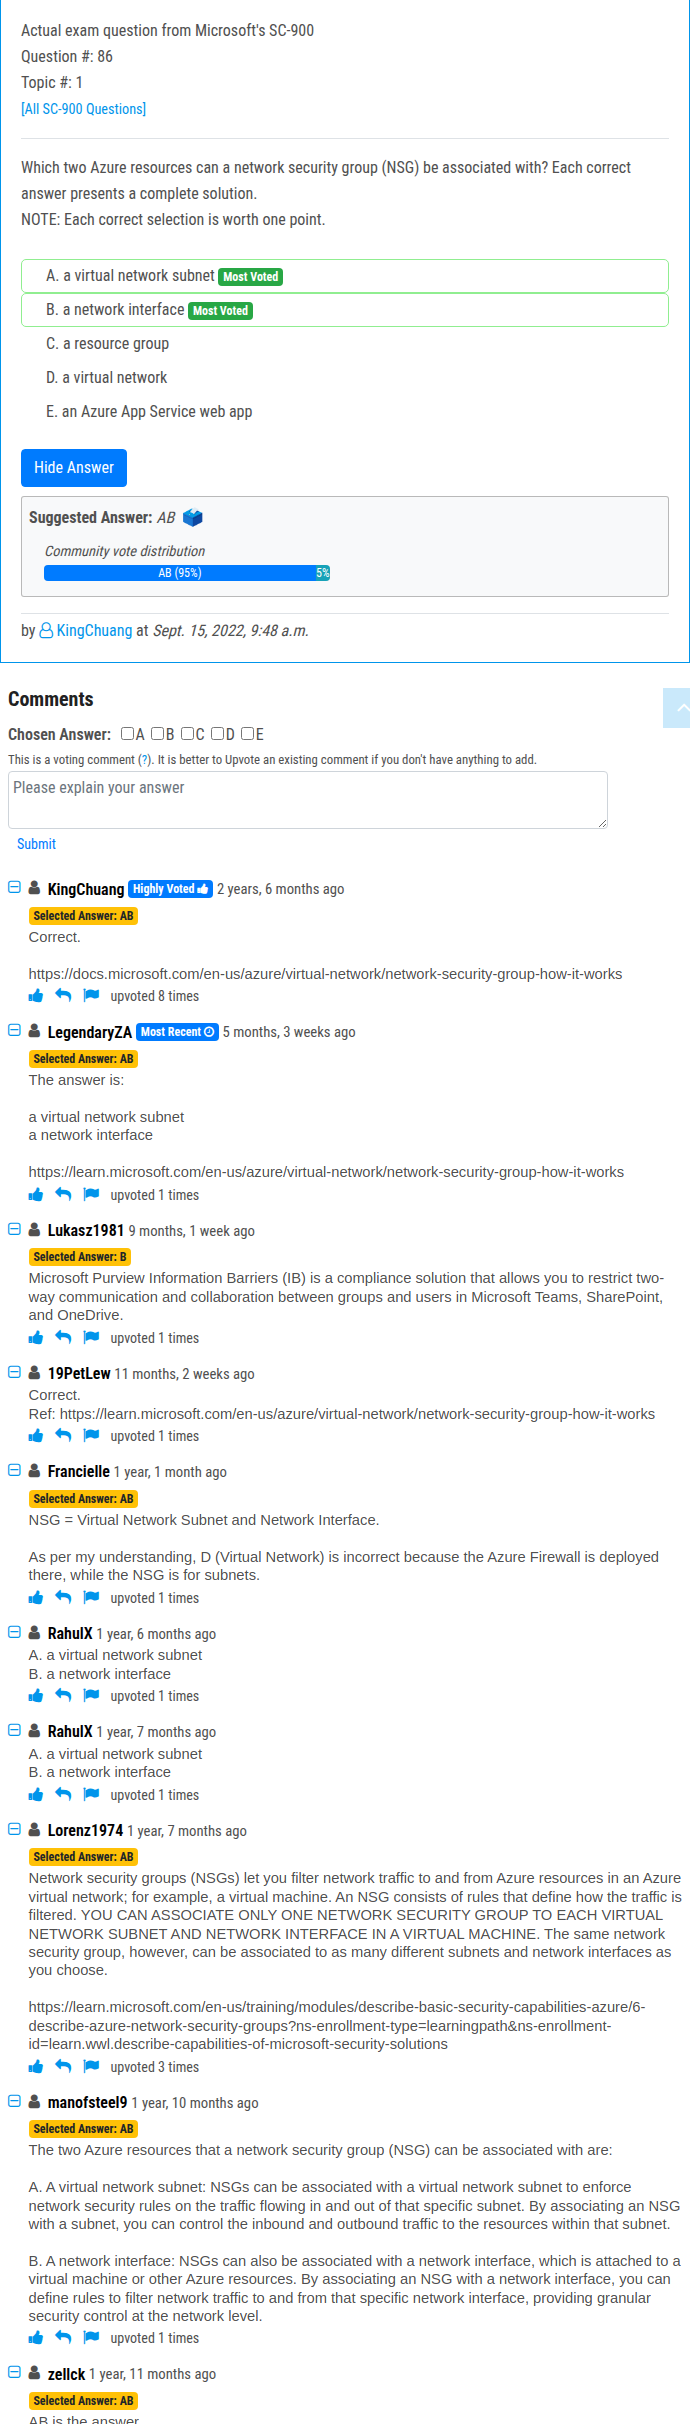 Actual exam question from Microsoft's SC-900
Question #: 86
Topic #: 1
[All SC-900 Questions]
Which two Azure resources can a network security group (NSG) be associated with? Each correct
answer presents a complete solution.
NOTE: Each correct selection is worth one point.
A. a virtual network subnet Most Voted
B. a network interface Most Voted
C. a resource group
D. a virtual network
E. an Azure App Service web app
Hide Answer
Suggested Answer: AB
Community vote distribution
AB (95%) 5%
by KingChuang at Sept. 15, 2022, 9:48 a.m.
Comments
Chosen Answer: A B C D E
This is a voting comment (?). It is better to Upvote an existing comment if you don't have anything to add.
Please explain your answer
Submit
KingChuang Highly Voted 2 years, 6 months ago
Selected Answer: AB
Correct.
https://docs.microsoft.com/en-us/azure/virtual-network/network-security-group-how-it-works
upvoted 8 times
LegendaryZA Most Recent 5 months, 3 weeks ago
Selected Answer: AB
The answer is:
a virtual network subnet
a network interface
https://learn.microsoft.com/en-us/azure/virtual-network/network-security-group-how-it-works
upvoted 1 times
Lukasz1981 9 months, 1 week ago
Selected Answer: B
Microsoft Purview Information Barriers (IB) is a compliance solution that allows you to restrict two-
way communication and collaboration between groups and users in Microsoft Teams, SharePoint,
and OneDrive.
upvoted 1 times
19PetLew 11 months, 2 weeks ago
Correct.
Ref: https://learn.microsoft.com/en-us/azure/virtual-network/network-security-group-how-it-works
upvoted 1 times
Francielle 1 year, 1 month ago
Selected Answer: AB
NSG = Virtual Network Subnet and Network Interface.
As per my understanding, D (Virtual Network) is incorrect because the Azure Firewall is deployed
there, while the NSG is for subnets.
upvoted 1 times
RahulX 1 year, 6 months ago
A. a virtual network subnet
B. a network interface
upvoted 1 times
RahulX 1 year, 7 months ago
A. a virtual network subnet
B. a network interface
upvoted 1 times
Lorenz1974 1 year, 7 months ago
Selected Answer: AB
Network security groups (NSGs) let you filter network traffic to and from Azure resources in an Azure
virtual network; for example, a virtual machine. An NSG consists of rules that define how the traffic is
filtered. YOU CAN ASSOCIATE ONLY ONE NETWORK SECURITY GROUP TO EACH VIRTUAL
NETWORK SUBNET AND NETWORK INTERFACE IN A VIRTUAL MACHINE. The same network
security group, however, can be associated to as many different subnets and network interfaces as
you choose.
https://learn.microsoft.com/en-us/training/modules/describe-basic-security-capabilities-azure/6-
describe-azure-network-security-groups?ns-enrollment-type=learningpath&ns-enrollment-
id=learn.wwl.describe-capabilities-of-microsoft-security-solutions
upvoted 3 times
manofsteel9 1 year, 10 months ago
Selected Answer: AB
The two Azure resources that a network security group (NSG) can be associated with are:
A. A virtual network subnet: NSGs can be associated with a virtual network subnet to enforce
network security rules on the traffic flowing in and out of that specific subnet. By associating an NSG
with a subnet, you can control the inbound and outbound traffic to the resources within that subnet.
B. A network interface: NSGs can also be associated with a network interface, which is attached to a
virtual machine or other Azure resources. By associating an NSG with a network interface, you can
define rules to filter network traffic to and from that specific network interface, providing granular
security control at the network level.
upvoted 1 times
zellck 1 year, 11 months ago
Selected Answer: AB
AB is the answer